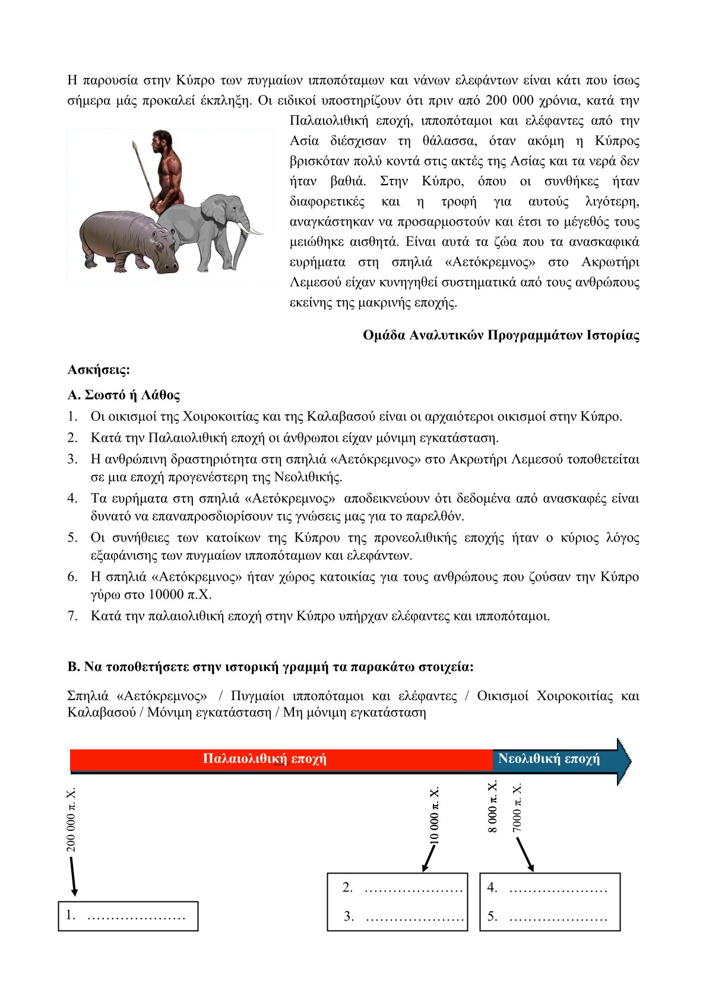 Η παρουσία στην Κύπρο των πυγμαίων ιπποπόταμων και νάνων ελεφάντων είναι κάτι που ίσως
σήμερα μάς προκαλεί έκπληξη. Οι ειδικοί υποστηρίζουν ότι πριν από 200 000 χρόνια, κατά την
Παλαιολιθική εποχή, ιπποπόταμοι και ελέφαντες από την
Ασία διέσχισαν τη θάλασσα, όταν ακόμη η Κύπρος
βρισκόταν πολύ κοντά στις ακτές της Ασίας και τα νερά δεν
ήταν βαθιά. Στην Κύπρο, όπου οι συνθήκες ήταν
διαφορετικές και η τροφή για αυτούς λιγότερη,
αναγκάστηκαν να προσαρμοστούν και έτσι το μέγεθός τους
μειώθηκε αισθητά. Είναι αυτά τα ζώα που τα ανασκαφικά
ευρήματα στη σπηλιά «Αετόκρεμνος» στο Ακρωτήρι
Λεμεσού είχαν κυνηγηθεί συστηματικά από τους ανθρώπους
εκείνης της μακρινής εποχής.
Ομάδα Αναλυτικών Προγραμμάτων Ιστορίας
Ασκήσεις:
Α. Σωστό ή Λάθος
1. Οι οικισμοί της Χοιροκοιτίας και της Καλαβασού είναι οι αρχαιότεροι οικισμοί στην Κύπρο.
2. Κατά την Παλαιολιθική εποχή οι άνθρωποι είχαν μόνιμη εγκατάσταση.
3. Η ανθρώπινη δραστηριότητα στη σπηλιά «Αετόκρεμνος» στο Ακρωτήρι Λεμεσού τοποθετείται
σε μια εποχή προγενέστερη της Νεολιθικής.
4. Τα ευρήματα στη σπηλιά «Αετόκρεμνος» αποδεικνεύουν ότι δεδομένα από ανασκαφές είναι
δυνατό να επαναπροσδιορίσουν τις γνώσεις μας για το παρελθόν.
5. Οι συνήθειες των κατοίκων της Κύπρου της προνεολιθικής εποχής ήταν ο κύριος λόγος
εξαφάνισης των πυγμαίων ιπποπόταμων και ελεφάντων.
6. Η σπηλιά «Αετόκρεμνος» ήταν χώρος κατοικίας για τους ανθρώπους που ζούσαν την Κύπρο
γύρω στο 10000 π.Χ.
7. Κατά την παλαιολιθική εποχή στην Κύπρο υπήρχαν ελέφαντες και ιπποπόταμοι.
Β. Να τοποθετήσετε στην ιστορική γραμμή τα παρακάτω στοιχεία:
Σπηλιά «Αετόκρεμνος» / Πυγμαίοι ιπποπόταμοι και ελέφαντες / Οικισμοί Χοιροκοιτίας και
Καλαβασού / Μόνιμη εγκατάσταση / Μη μόνιμη εγκατάσταση
Παλαιολιθική εποχή
Νεολιθική εποχή
200 000 π. Χ.
10 000 π. Χ.
8 000 π. Χ.
7000 π. Χ.
1. …………………
2. …………………
3. …………………
4. …………………
5. …………………